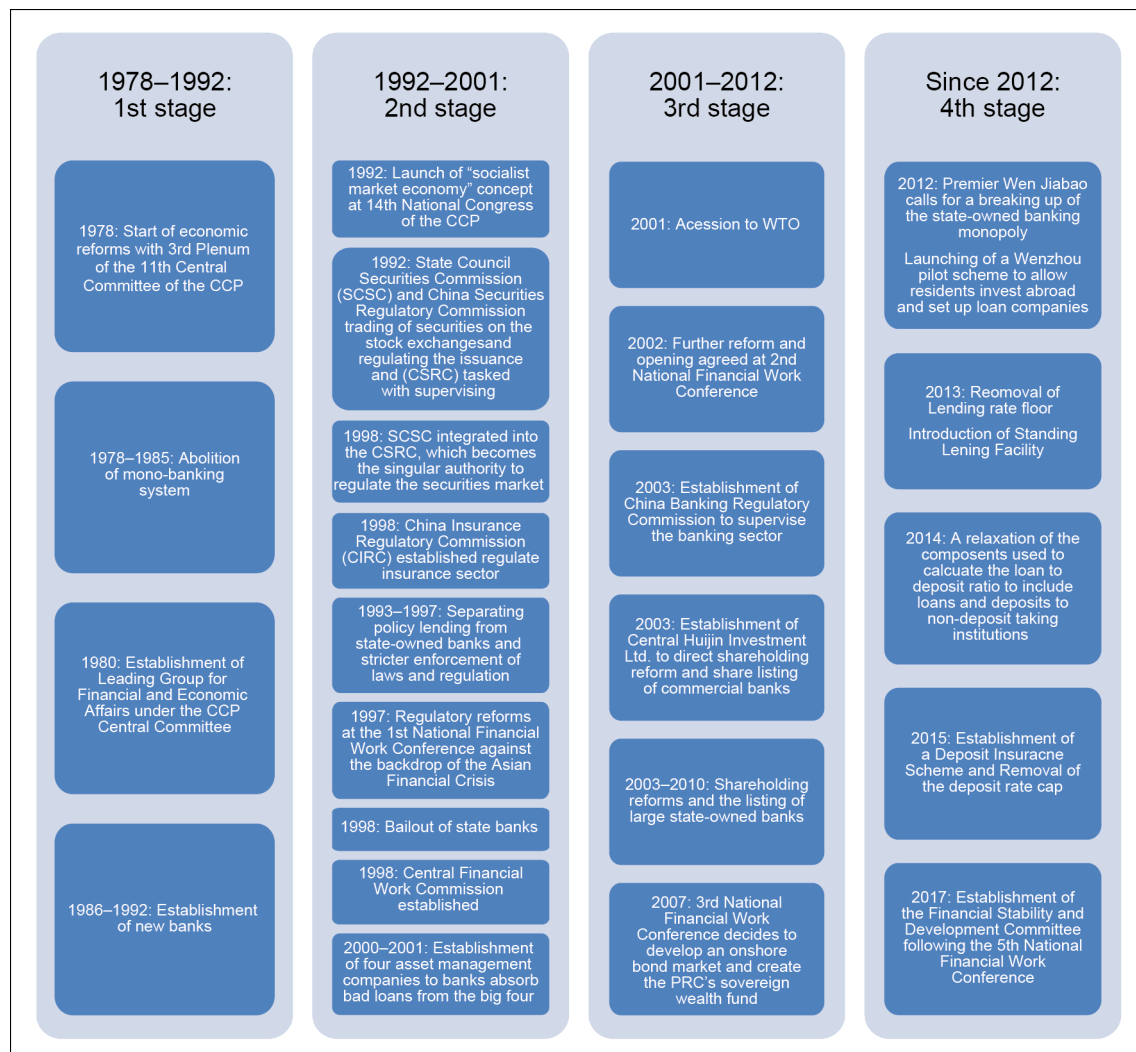 1978–1992:
1st stage
1978: Start of economic
reforms with 3rd Plenum
of the 11th Central
Committee of the CCP
1978–1985: Abolition
of mono-banking
system
1980: Establishment of
Leading Group for
Financial and Economic
Affairs under the CCP
Central Committee
1986–1992: Establishment
of new banks
1992–2001:
2nd stage
1992: Launch of “socialist
market economy” concept
at 14th National Congress
of the CCP
1992: State Council
Securities Commission
(SCSC) and China Securities
Regulatory Commission
trading of securities on the
stock exchangesand
regulating the issuance
and (CSRC) tasked
with supervising
1998: SCSC integrated into
the CSRC, which becomes
the singular authority to
regulate the securities market
1998: China Insurance
Regulatory Commission
(CIRC) established regulate
insurance sector
1993–1997: Separating
policy lending from
state-owned banks and
stricter enforcement of
laws and regulation
1997: Regulatory reforms
at the 1st National Financial
Work Conference against
the backdrop of the Asian
Financial Crisis
1998: Bailout of state banks
1998: Central Financial
Work Commission
established
2000–2001: Establishment
of four asset management
companies to banks absorb
bad loans from the big four
2001–2012:
3rd stage
2001: Acession to WTO
2002: Further reform and
opening agreed at 2nd
National Financial Work
Conference
2003: Establishment of
China Banking Regulatory
Commission to supervise
the banking sector
2003: Establishment of
Central Huijin Investment
Ltd. to direct shareholding
reform and share listing
of commercial banks
2003–2010: Shareholding
reforms and the listing of
large state-owned banks
2007: 3rd National
Financial Work
Conference decides to
develop an onshore
bond market and create
the PRC’s sovereign
wealth fund
Since 2012:
4th stage
2012: Premier Wen Jiabao
calls for a breaking up of
the state-owned banking
monopoly
Launching of a Wenzhou
pilot scheme to allow
residents invest abroad
and set up loan companies
2013: Reomoval of
Lending rate floor
Introduction of Standing
Lening Facility
2014: A relaxation of the
components used to
calcuate the loan to
deposit ratio to include
loans and deposits to
non-deposit taking
institutions
2015: Establishment of
a Deposit Insuracne
Scheme and Removal of
the deposit rate cap
2017: Establishment of
the Financial Stability and
Development Committee
following the 5th National
Financial Work
Conference